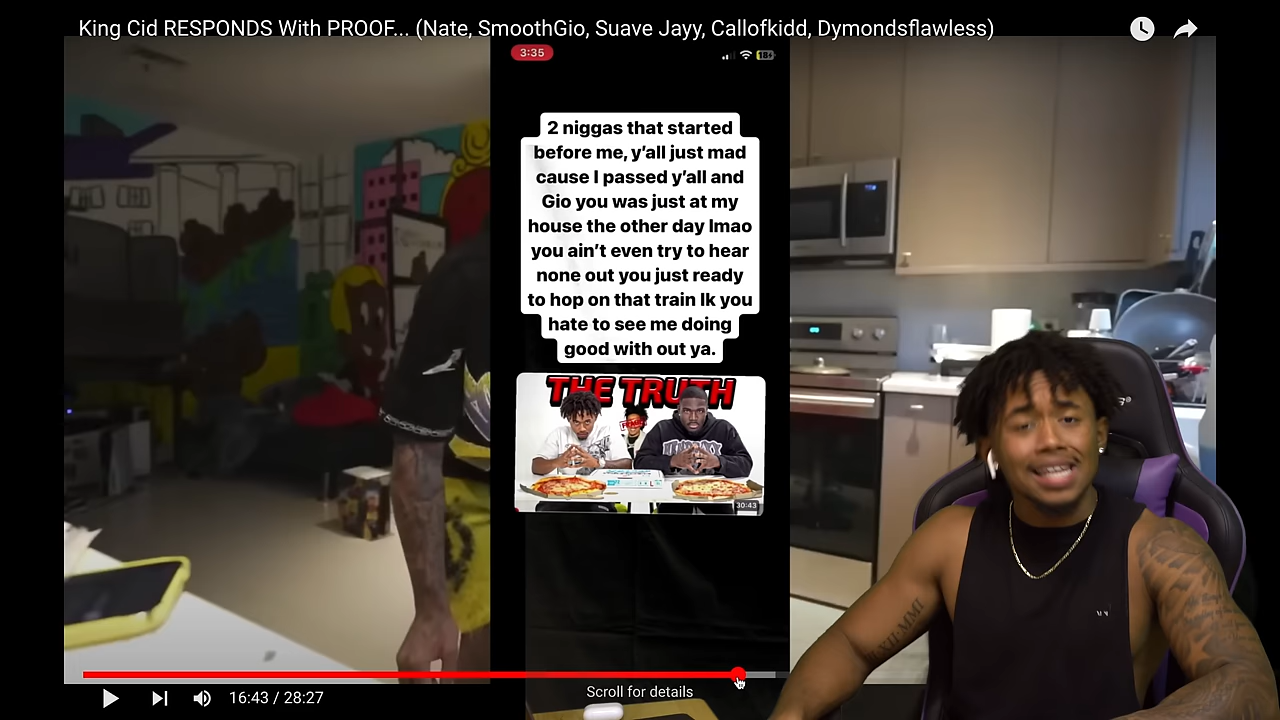 King Cid RESPONDS With PROOF... (Nate, SmoothGio, Suave Jayy, Callofkidd, Dymondsflawless)
3:35
18
2 niggas that started
before me, y'all just mad
cause I passed y'all and
Gio you was just at my
house the other day lmao
you ain't even try to hear
none out you just ready
to hop on that train Ik you
hate to see me doing
good with out ya.
THE TRUTH
30:43
16:43 / 28:27
Scroll for details